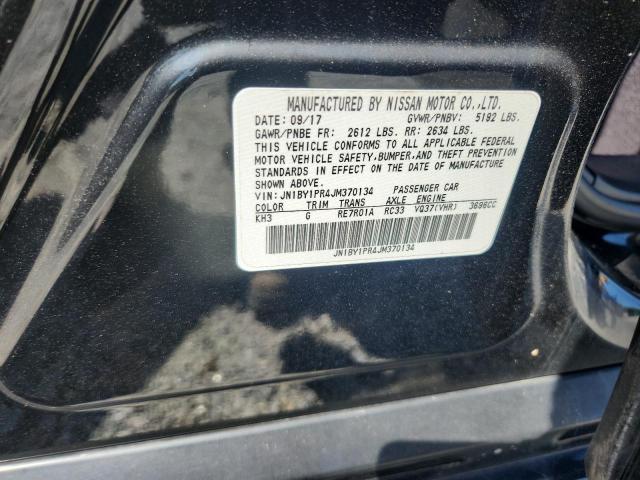 MANUFACTURED BY NISSAN MOTOR CO.,LTD.
DATE: 09/17 GVWR/PNBV: 5192 LBS.
GAWR/PNBE FR: 2612 LBS. RR: 2634 LBS.
THIS VEHICLE CONFORMS TO ALL APPLICABLE FEDERAL
MOTOR VEHICLE SAFETY,BUMPER,AND THEFT PREVENTION
STANDARDS IN EFFECT ON THE DATE OF MANUFACTURE
SHOWN ABOVE.
VIN: JN1BY1PR4JM370134 PASSENGER CAR
COLOR TRIM TRANS AXLE ENGINE
KH3 G RE7R01A RC33 VQ37(VHR) 3696CC
JN1BY1PR4JM370134